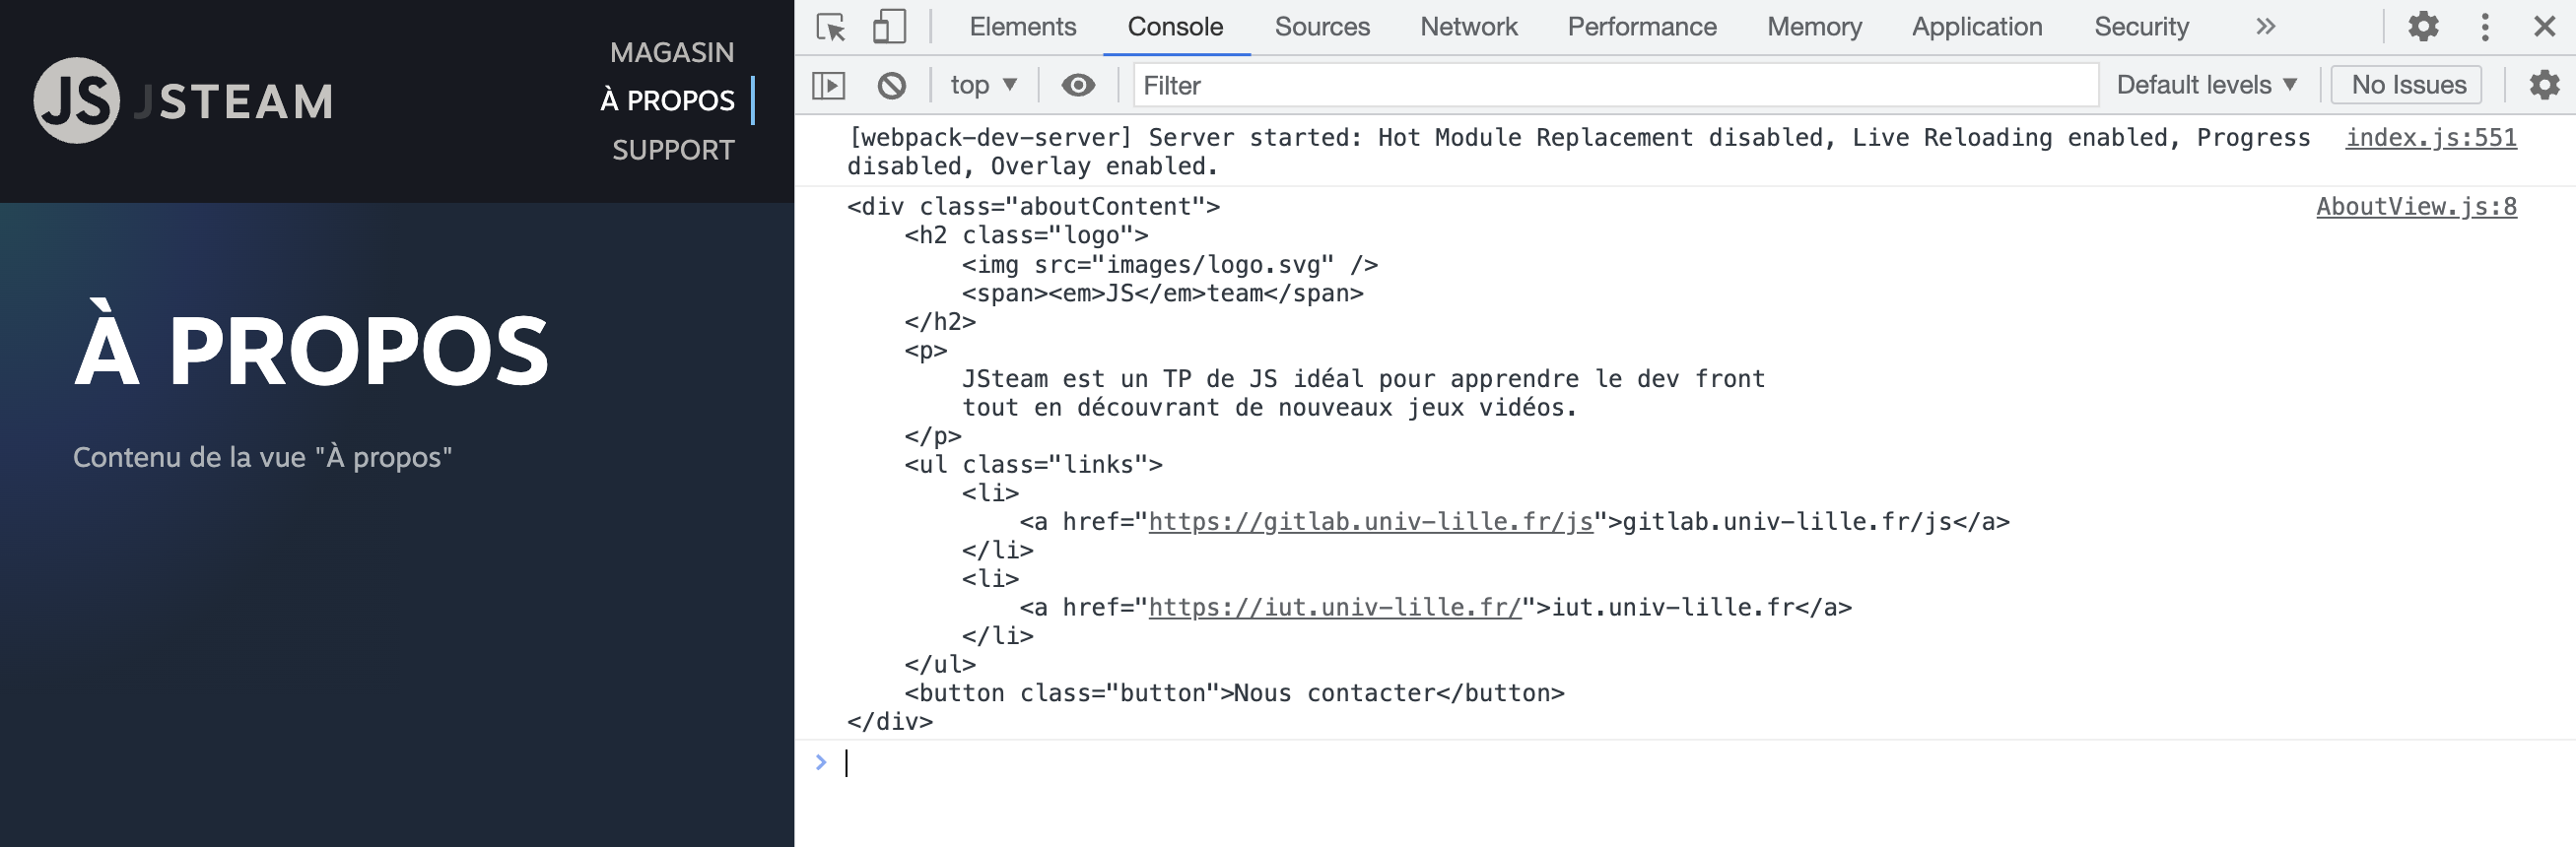 JS JSTEAM
MAGASIN
À PROPOS
SUPPORT
À PROPOS
Contenu de la vue "À propos"
Elements Console Sources Network Performance Memory Application Security »
top ▼ Filter Default levels ▼ No Issues
[webpack-dev-server] Server started: Hot Module Replacement disabled, Live Reloading enabled, Progress index.js:551
disabled, Overlay enabled.
<div class="aboutContent"> AboutView.js:8
    <h2 class="logo">
        <img src="images/logo.svg" />
        <span><em>JS</em>team</span>
    </h2>
    <p>
        JSteam est un TP de JS idéal pour apprendre le dev front
        tout en découvrant de nouveaux jeux vidéos.
    </p>
    <ul class="links">
        <li>
            <a href="https://gitlab.univ-lille.fr/js">gitlab.univ-lille.fr/js</a>
        </li>
        <li>
            <a href="https://iut.univ-lille.fr/">iut.univ-lille.fr</a>
        </li>
    </ul>
    <button class="button">Nous contacter</button>
</div>